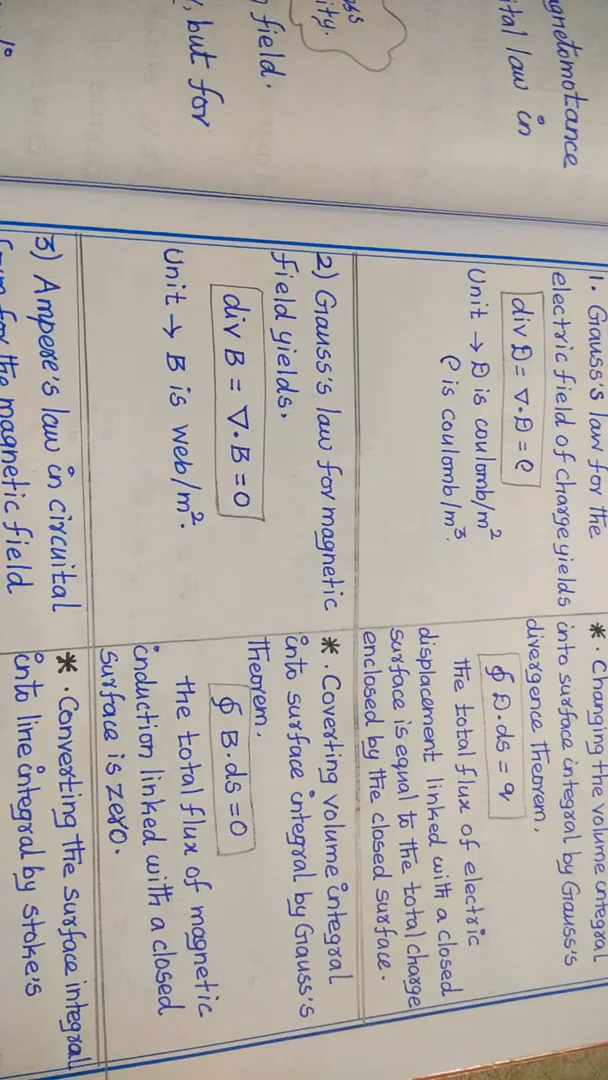 gnetomotance
ital law in
ity.
, but for
field.
1. Gauss's law for the
electric field of charge yields
div D = ∇.D = ρ
Unit → D is coulomb/m²
ρ is coulomb/m³.
*. Changing the volume integral
into surface integral by Gauss's
divergence theorem,
∮ D.ds = q
the total flux of electric
displacement linked with a closed
surface is equal to the total charge
enclosed by the closed surface.
2) Gauss's law for magnetic
field yields,
div B = ∇.B = 0
Unit → B is web/m².
*. Coverting volume integral
into surface integral by Gauss's
theorem,
∮ B.ds = 0
the total flux of magnetic
induction linked with a closed
surface is zero.
3) Ampere's law in circuital
form for the magnetic field
*. Converting the surface integral
into line integral by stoke's